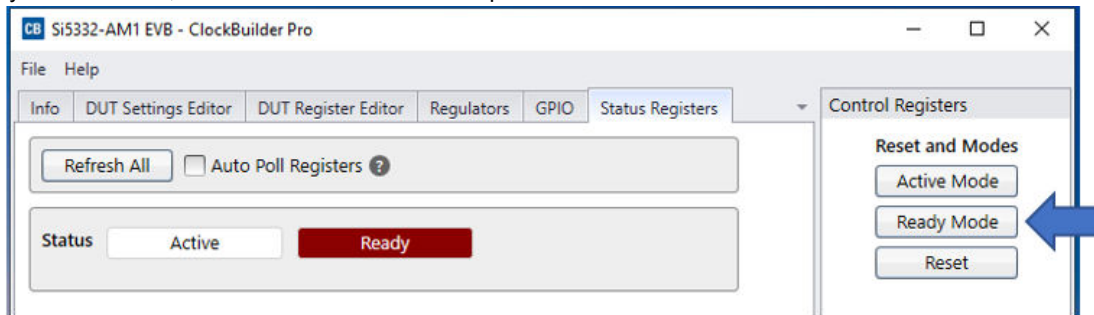 CB Si5332-AM1 EVB - ClockBuilder Pro
File Help
Info DUT Settings Editor DUT Register Editor Regulators GPIO Status Registers
Control Registers
Refresh All Auto Poll Registers ?
Reset and Modes
Active Mode
Ready Mode
Reset
Status Active Ready